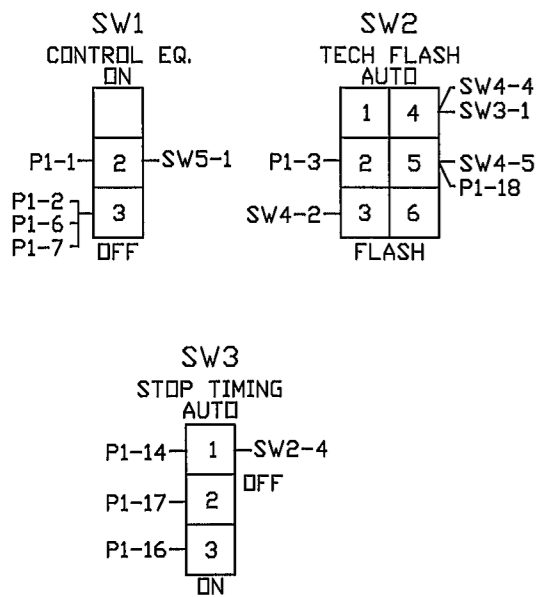 SW1
CONTROL EQ.
ON
P1-1 2 SW5-1
P1-2
P1-6 3
P1-7
OFF
SW2
TECH FLASH
AUTO
1 4 SW4-4
SW3-1
P1-3 2 5 SW4-5
P1-18
SW4-2 3 6
FLASH
SW3
STOP TIMING
AUTO
P1-14 1 SW2-4
OFF
P1-17 2
P1-16 3
ON